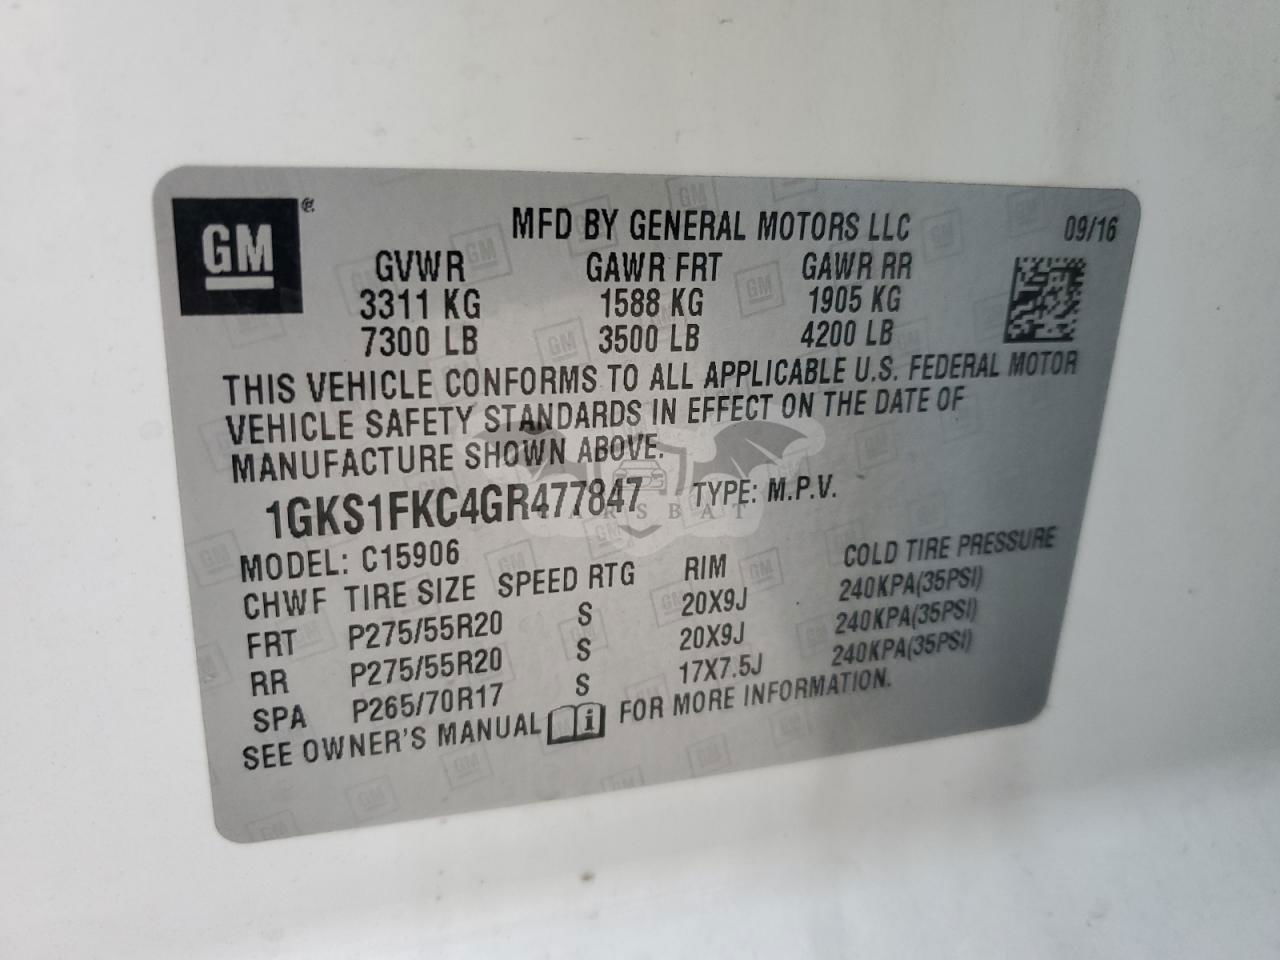 GM
MFD BY GENERAL MOTORS LLC 09/16
GVWR GAWR FRT GAWR RR
3311 KG 1588 KG 1905 KG
7300 LB 3500 LB 4200 LB
THIS VEHICLE CONFORMS TO ALL APPLICABLE U.S. FEDERAL MOTOR
VEHICLE SAFETY STANDARDS IN EFFECT ON THE DATE OF
MANUFACTURE SHOWN ABOVE.
1GKS1FKC4GR477847 TYPE: M.P.V.
CARSBAT
MODEL: C15906
CHWF TIRE SIZE SPEED RTG RIM COLD TIRE PRESSURE
FRT P275/55R20 S 20X9J 240KPA(35PSI)
RR P275/55R20 S 20X9J 240KPA(35PSI)
SPA P265/70R17 S 17X7.5J 240KPA(35PSI)
SEE OWNER'S MANUAL FOR MORE INFORMATION.